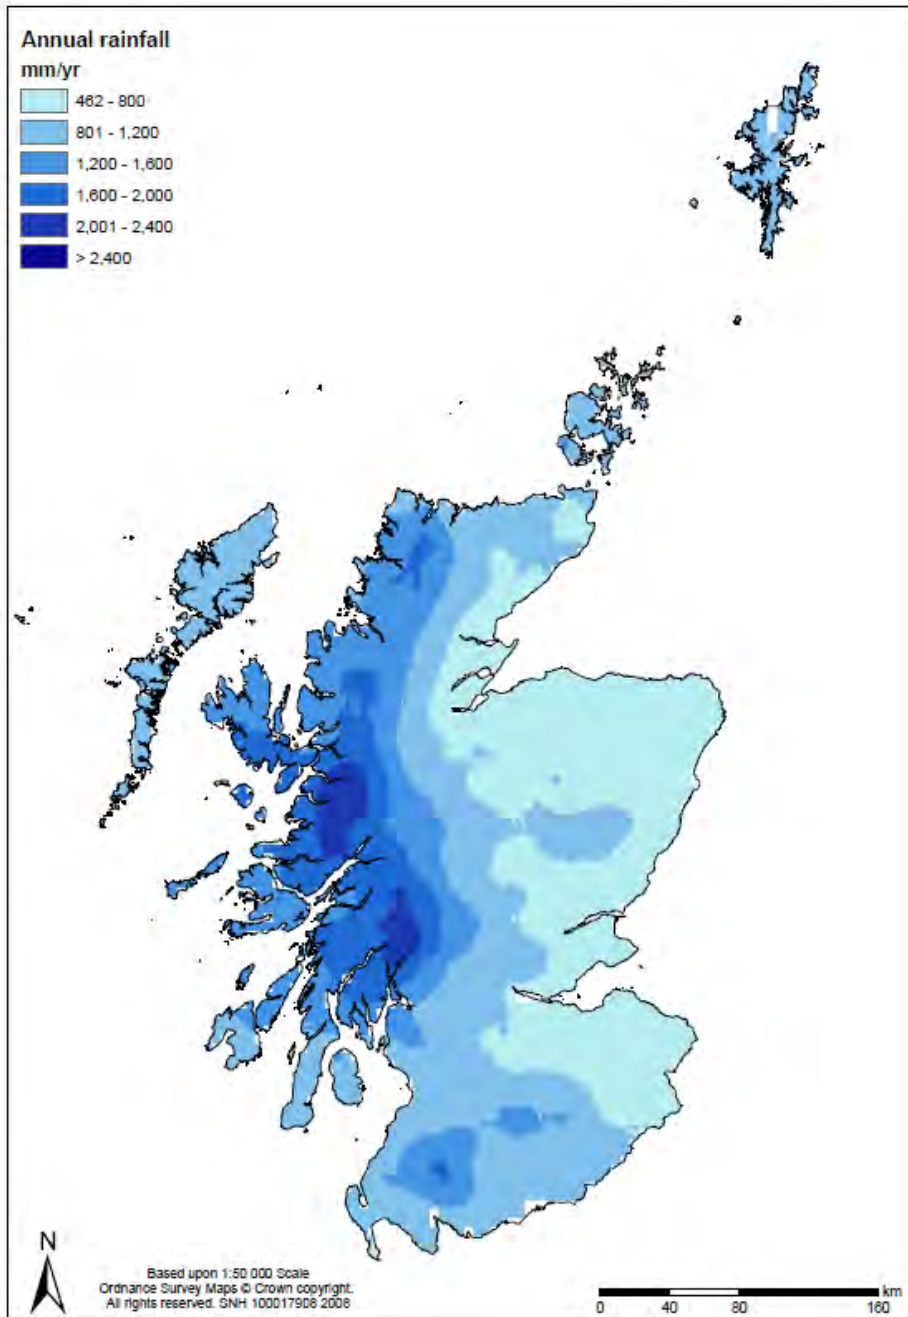 Annual rainfall
mm/yr
462 - 800
801 - 1,200
1,200 - 1,600
1,600 - 2,000
2,001 - 2,400
> 2,400
N
Based upon 1:50 000 Scale
Ordnance Survey Maps © Crown copyright.
All rights reserved. SNH 100017908 2008
km
0 40 80 160